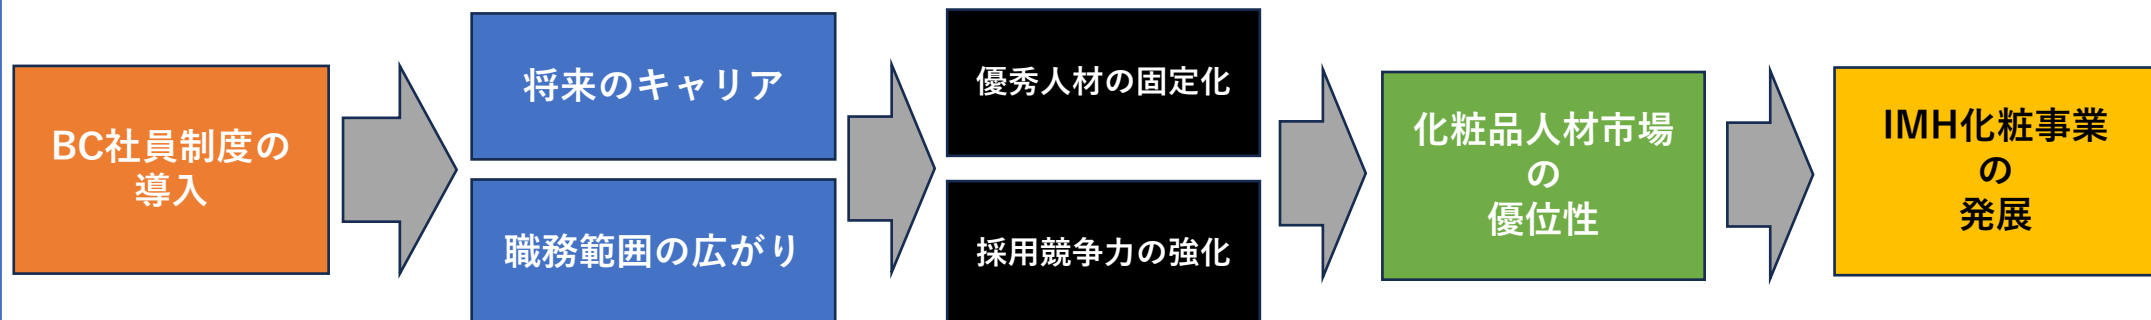 BC社員制度の
導入
将来のキャリア
職務範囲の広がり
優秀人材の固定化
採用競争力の強化
化粧品人材市場
の
優位性
IMH化粧事業
の
発展